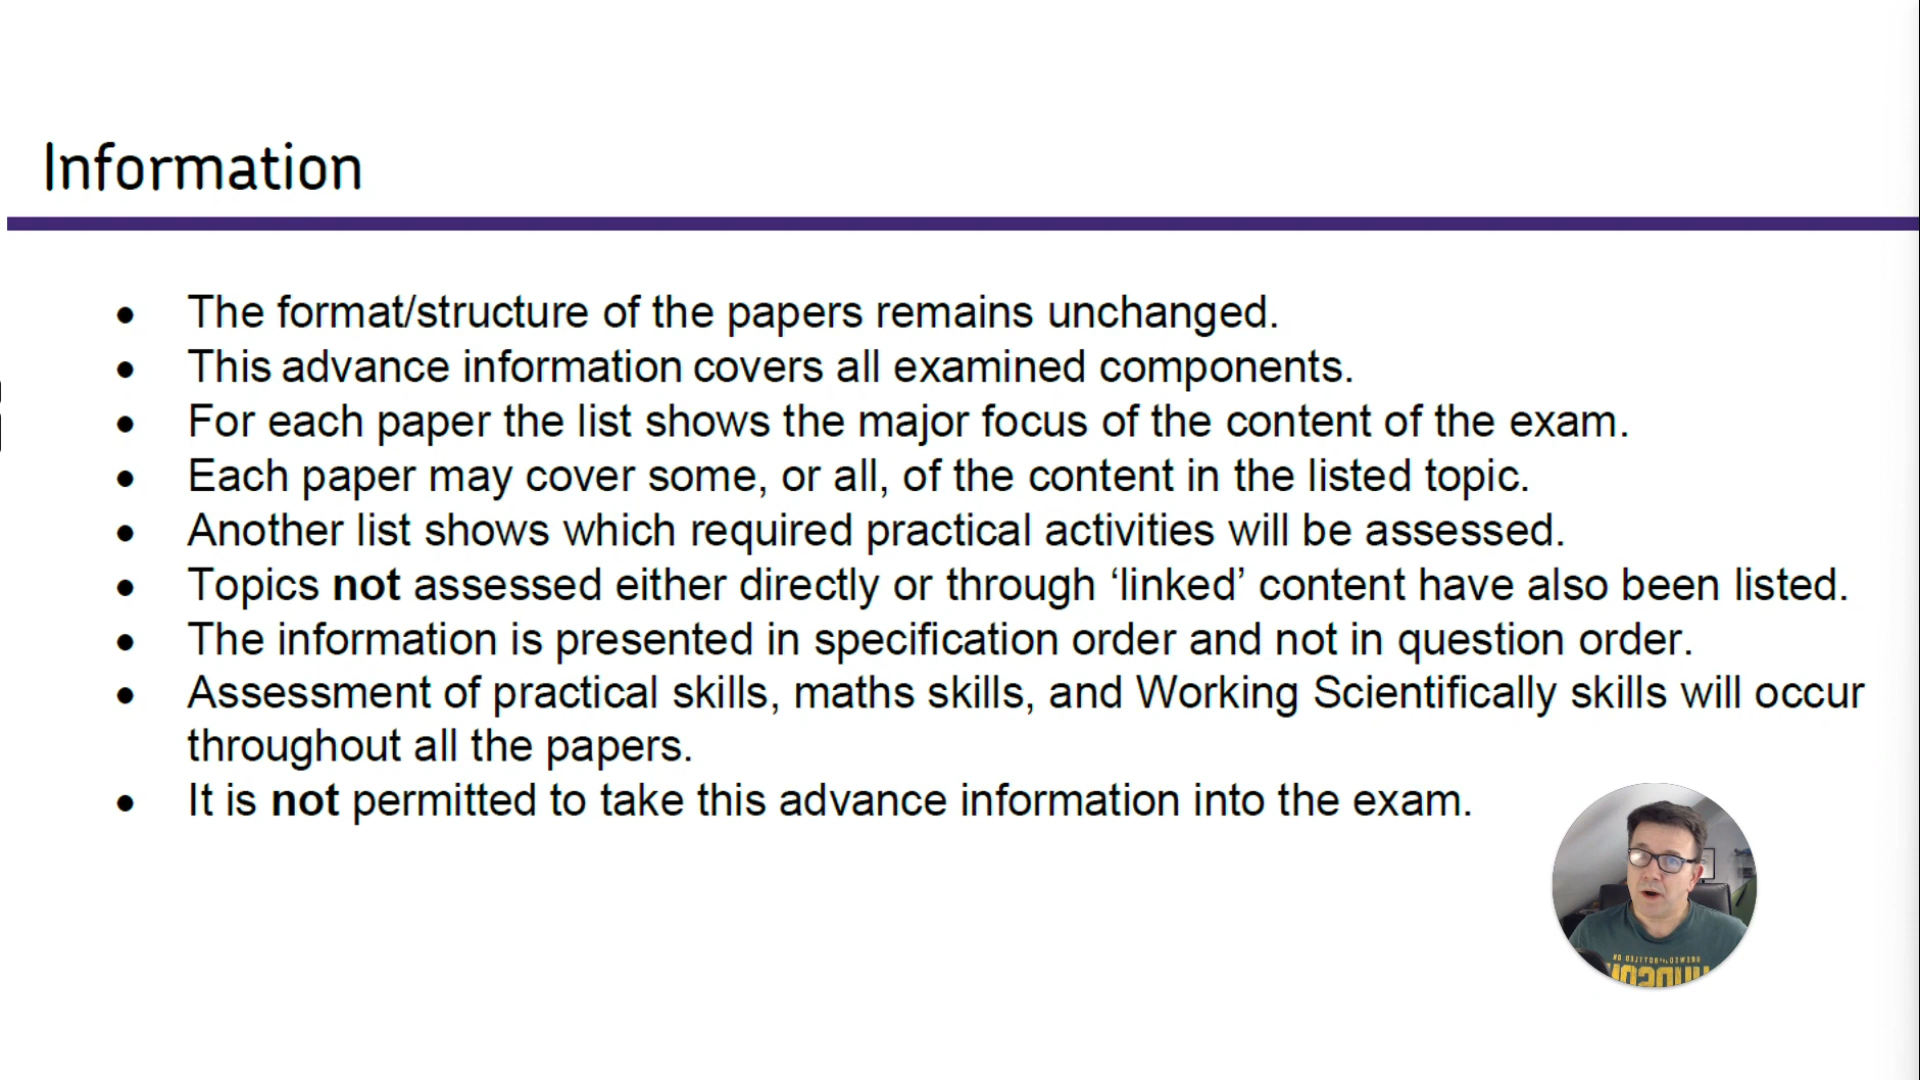 Information
• The format/structure of the papers remains unchanged.
• This advance information covers all examined components.
• For each paper the list shows the major focus of the content of the exam.
• Each paper may cover some, or all, of the content in the listed topic.
• Another list shows which required practical activities will be assessed.
• Topics not assessed either directly or through ‘linked’ content have also been listed.
• The information is presented in specification order and not in question order.
• Assessment of practical skills, maths skills, and Working Scientifically skills will occur
throughout all the papers.
• It is not permitted to take this advance information into the exam.